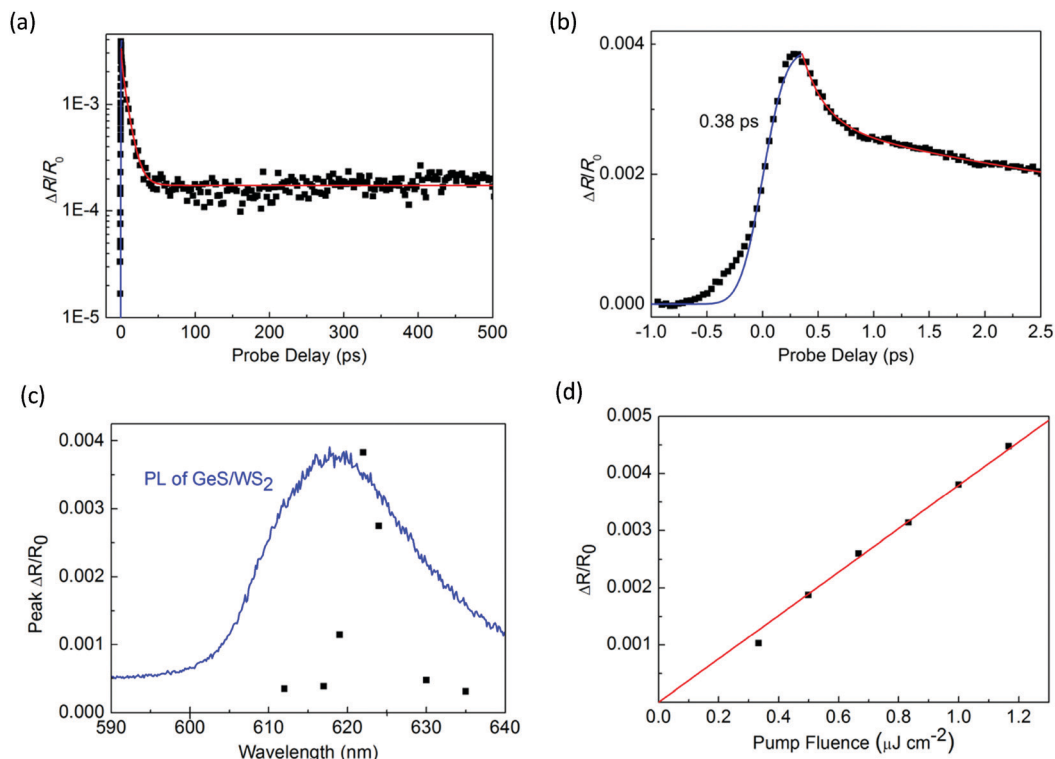 (a)
1E-3
1E-4
1E-5
ΔR/R0
0 100 200 300 400 500
Probe Delay (ps)
(b)
0.004
0.002
0.000
ΔR/R0
0.38 ps
-1.0 -0.5 0.0 0.5 1.0 1.5 2.0 2.5
Probe Delay (ps)
(c)
0.004
0.003
0.002
0.001
0.000
Peak ΔR/R0
PL of GeS/WS2
590 600 610 620 630 640
Wavelength (nm)
(d)
0.005
0.004
0.003
0.002
0.001
ΔR/R0
0.0 0.2 0.4 0.6 0.8 1.0 1.2
Pump Fluence (μJ cm-2)